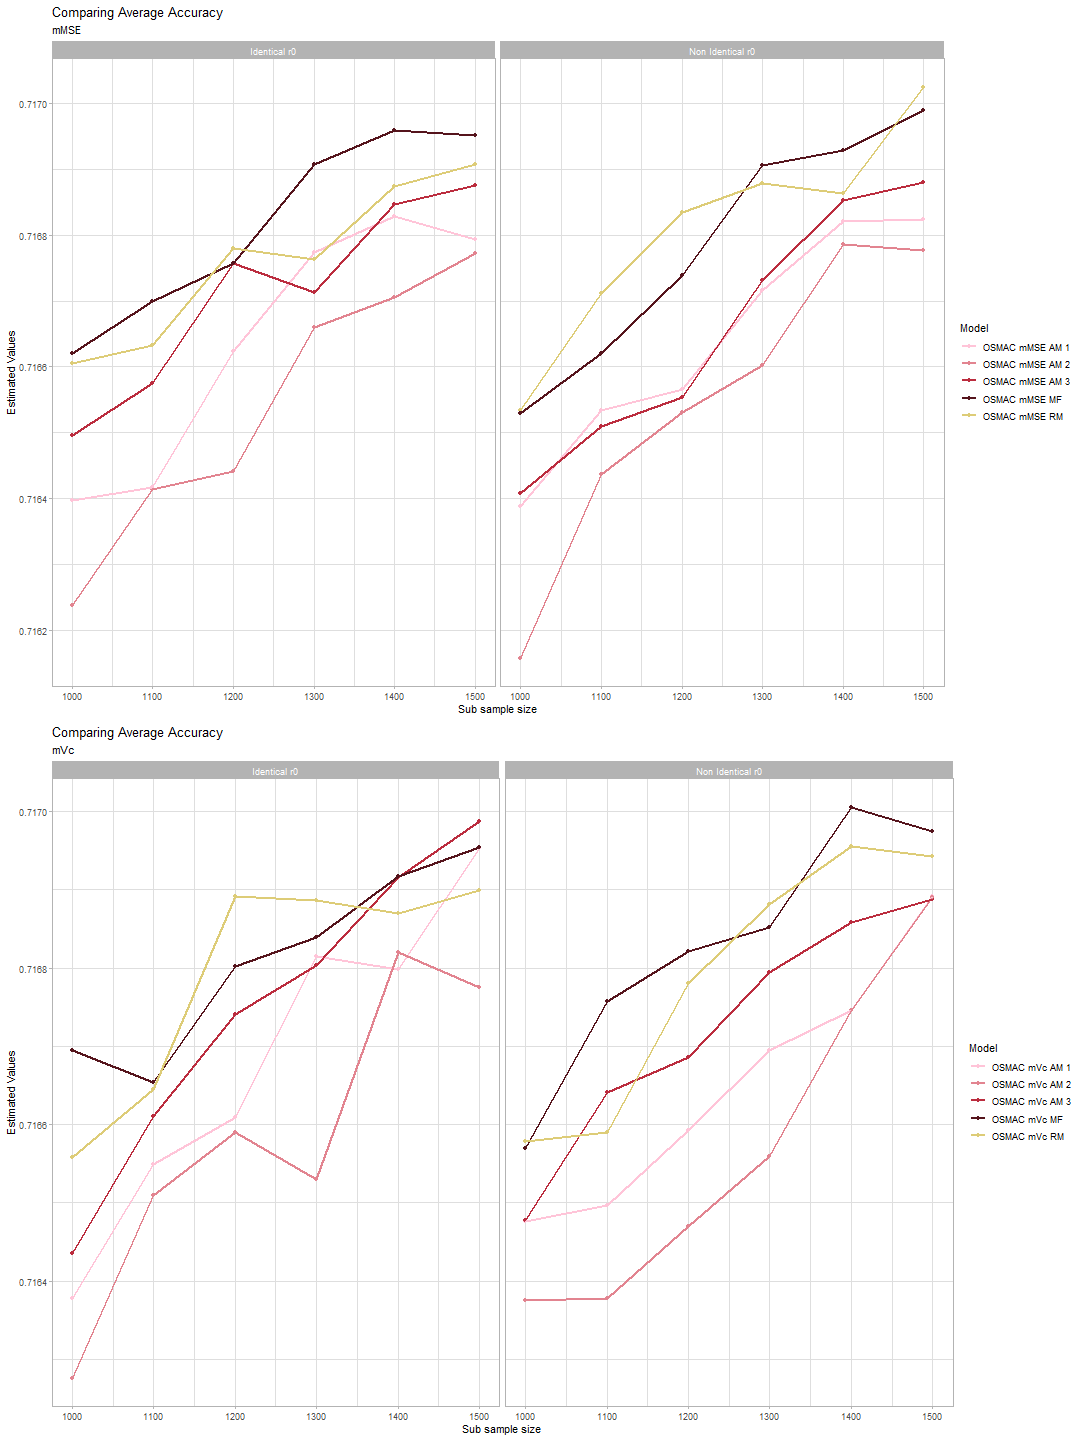 Comparing Average Accuracy
mMSE
Identical r0
Non Identical r0
0.7170
0.7168
0.7166
0.7164
0.7162
Estimated Values
1000 1100 1200 1300 1400 1500
1000 1100 1200 1300 1400 1500
Sub sample size
Model
OSMAC mMSE AM 1
OSMAC mMSE AM 2
OSMAC mMSE AM 3
OSMAC mMSE MF
OSMAC mMSE RM
Comparing Average Accuracy
mVc
Identical r0
Non Identical r0
0.7170
0.7168
0.7166
0.7164
Estimated Values
1000 1100 1200 1300 1400 1500
1000 1100 1200 1300 1400 1500
Sub sample size
Model
OSMAC mVc AM 1
OSMAC mVc AM 2
OSMAC mVc AM 3
OSMAC mVc MF
OSMAC mVc RM